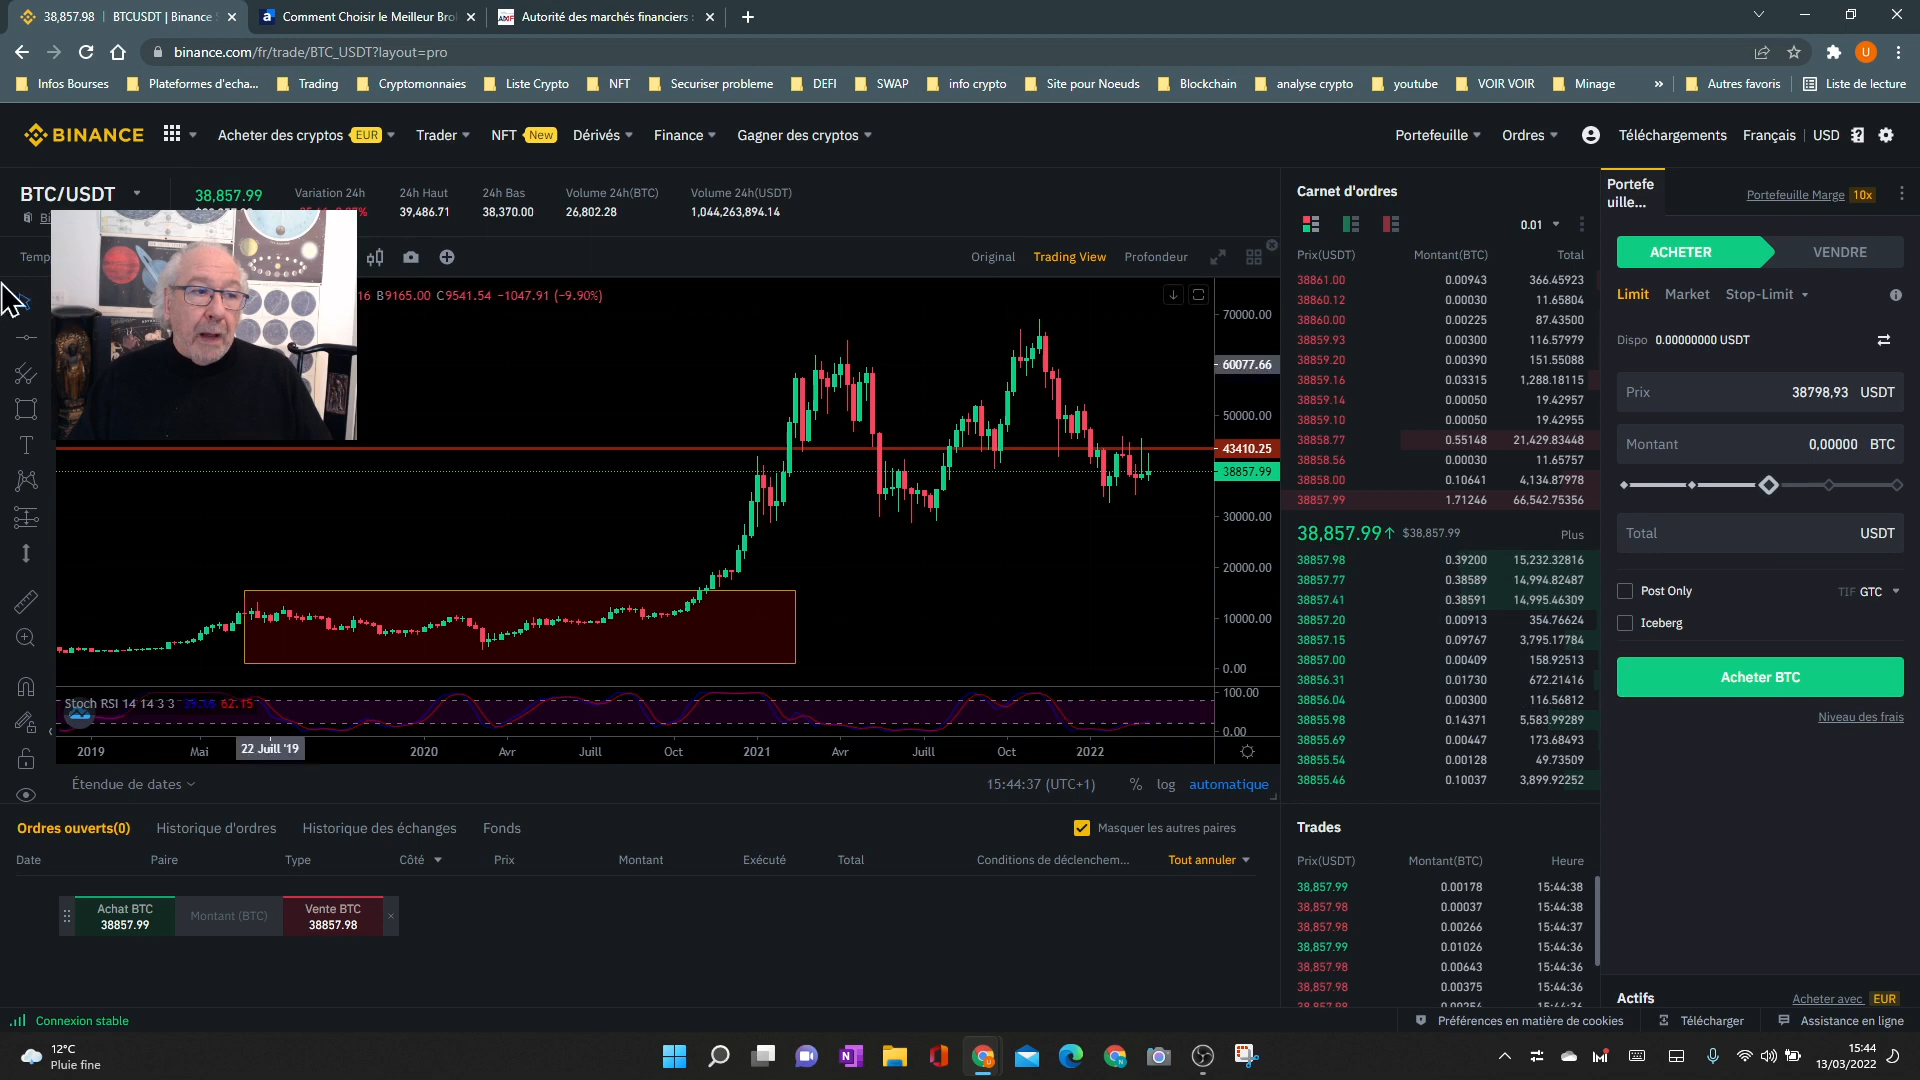 38,857.98 | BTCUSDT | Binance
Comment Choisir le Meilleur Bro
Autorité des marchés financiers :
binance.com/fr/trade/BTC_USDT?layout=pro
Infos Bourses
Plateformes d'echa...
Trading
Cryptomonnaies
Liste Crypto
NFT
Securiser probleme
DEFI
SWAP
info crypto
Site pour Noeuds
Blockchain
analyse crypto
youtube
VOIR VOIR
Minage
»
Autres favoris
Liste de lecture
BINANCE
Acheter des cryptos EUR
Trader
NFT New
Dérivés
Finance
Gagner des cryptos
Portefeuille
Ordres
Téléchargements
Français
USD
BTC/USDT
38,857.99
Variation 24h
24h Haut
39,486.71
24h Bas
38,370.00
Volume 24h(BTC)
26,802.28
Volume 24h(USDT)
1,044,263,894.14
Bi
Temp
Original
Trading View
Profondeur
16 B9165.00 C9541.54 −1047.91 (−9.90%)
70000.00
60077.66
50000.00
43410.25
38857.99
30000.00
20000.00
10000.00
0.00
Stoch RSI 14 14 3 3 62.15
100.00
0.00
2019
Mai
22 Juill '19
2020
Avr
Juill
Oct
2021
Avr
Juill
Oct
2022
Étendue de dates
15:44:37 (UTC+1)
%
log
automatique
Ordres ouverts(0)
Historique d'ordres
Historique des échanges
Fonds
Masquer les autres paires
Date
Paire
Type
Côté
Prix
Montant
Exécuté
Total
Conditions de déclenchem...
Tout annuler
Achat BTC
38857.99
Montant (BTC)
Vente BTC
38857.98
Carnet d'ordres
0.01
Prix(USDT) Montant(BTC) Total
38861.00 0.00943 366.45923
38860.12 0.00030 11.65804
38860.00 0.00225 87.43500
38859.93 0.00300 116.57979
38859.20 0.00390 151.55088
38859.16 0.03315 1,288.18115
38859.14 0.00050 19.42957
38859.10 0.00050 19.42955
38858.77 0.55148 21,429.83448
38858.56 0.00030 11.65757
38858.00 0.10641 4,134.87978
38857.99 1.71246 66,542.75356
38,857.99↑ $38,857.99 Plus
38857.98 0.39200 15,232.32816
38857.77 0.38589 14,994.82487
38857.41 0.38591 14,995.46309
38857.20 0.00913 354.76624
38857.15 0.09767 3,795.17784
38857.00 0.00409 158.92513
38856.31 0.01730 672.21416
38856.04 0.00300 116.56812
38855.98 0.14371 5,583.99289
38855.69 0.00447 173.68493
38855.54 0.00128 49.73509
38855.46 0.10037 3,899.92252
Trades
Prix(USDT) Montant(BTC) Heure
38,857.99 0.00178 15:44:38
38,857.98 0.00037 15:44:38
38,857.98 0.00266 15:44:37
38,857.99 0.01026 15:44:36
38,857.98 0.00643 15:44:36
38,857.98 0.00375 15:44:36
Portefe
uille...
Portefeuille Marge 10x
ACHETER
VENDRE
Limit
Market
Stop-Limit
Dispo 0.00000000 USDT
Prix 38798,93 USDT
Montant 0,00000 BTC
Total USDT
Post Only
TIF GTC
Iceberg
Acheter BTC
Niveau des frais
Actifs
Acheter avec EUR
Connexion stable
Préférences en matière de cookies
Télécharger
Assistance en ligne
12°C
Pluie fine
15:44
13/03/2022